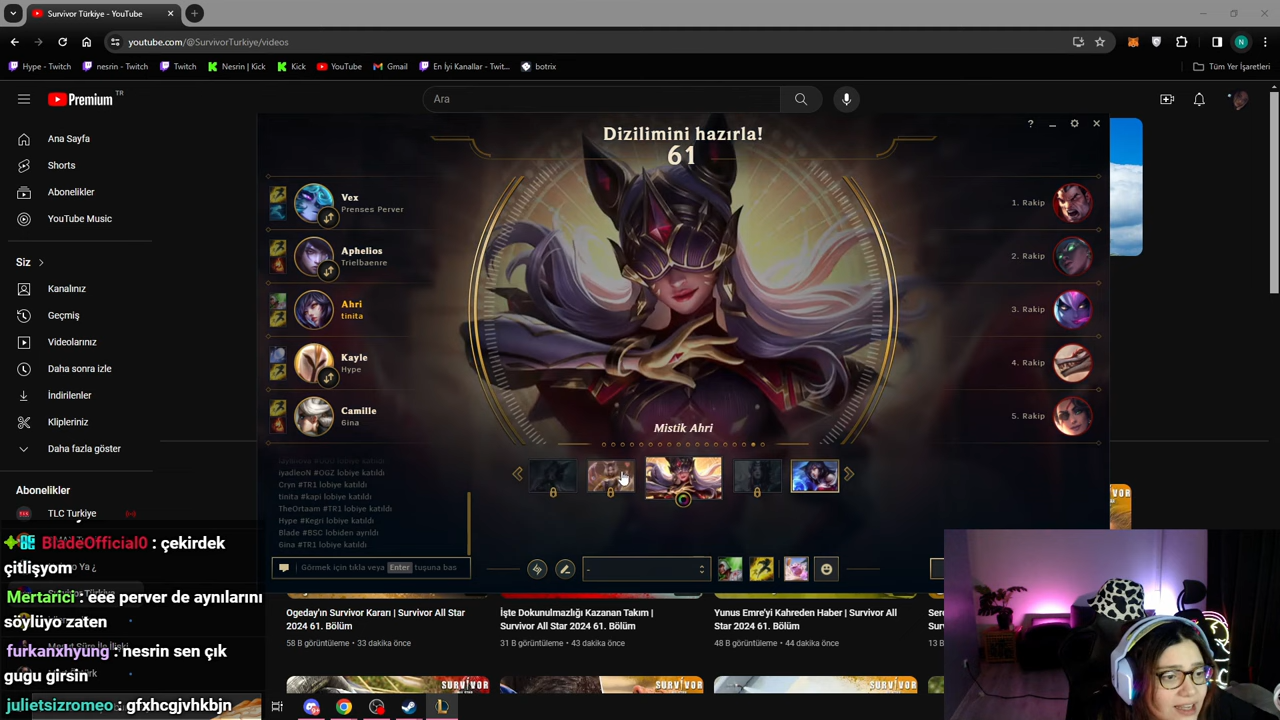 Survivor Türkiye - YouTube
youtube.com/@SurvivorTurkiye/videos
Hype - Twitch
nesrin - Twitch
Twitch
Nesrin | Kick
Kick
YouTube
Gmail
En İyi Kanallar - Twit...
botrix
Tüm Yer İşaretleri
Premium TR
Ara
Ana Sayfa
Shorts
Abonelikler
YouTube Music
Siz
Kanalınız
Geçmiş
Videolarınız
Daha sonra izle
İndirilenler
Klipleriniz
Daha fazla göster
Abonelikler
TLC Turkiye
Dizilimini hazırla!
61
Vex
Prenses Perver
Aphelios
Trielbaenre
Ahri
tinita
Kayle
Hype
Camille
6ina
1. Rakip
2. Rakip
3. Rakip
4. Rakip
5. Rakip
Mistik Ahri
iyadleoN #OGZ lobiye katıldı
Cryn #TR1 lobiye katıldı
tinita #kapi lobiye katıldı
TheOrtaam #TR1 lobiye katıldı
Hype #Kegri lobiye katıldı
Blade #BSC lobiden ayrıldı
6ina #TR1 lobiye katıldı
Görmek için tıkla veya Enter tuşuna bas
-
BladeOfficial0 : çekirdek
çitlişyom
Mertarici : eee perver de aynılarını
söylüyo zaten
furkanxhyung : nesrin sen çık
gugu girsin
julietsizromeo : gfxhcgjvhkbjn
Ogeday'ın Survivor Kararı | Survivor All
Star 2024 61. Bölüm
58 B görüntüleme • 33 dakika önce
İşte Dokunulmazlığı Kazanan Takım |
Survivor All Star 2024 61. Bölüm
31 B görüntüleme • 43 dakika önce
Yunus Emre'yi Kahreden Haber | Survivor All
Star 2024 61. Bölüm
48 B görüntüleme • 44 dakika önce
Ser
Sur
13 B
SURVİVOR
SURVİVOR